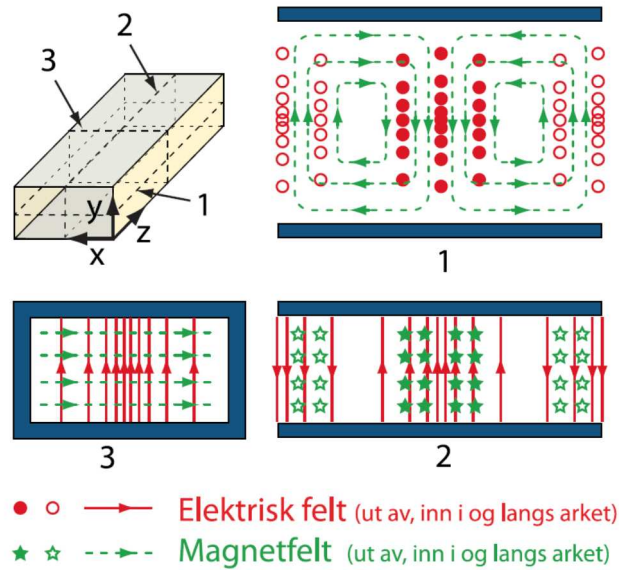 2
3
y
1
z
x
1
3
2
Elektrisk felt (ut av, inn i og langs arket)
Magnetfelt (ut av, inn i og langs arket)